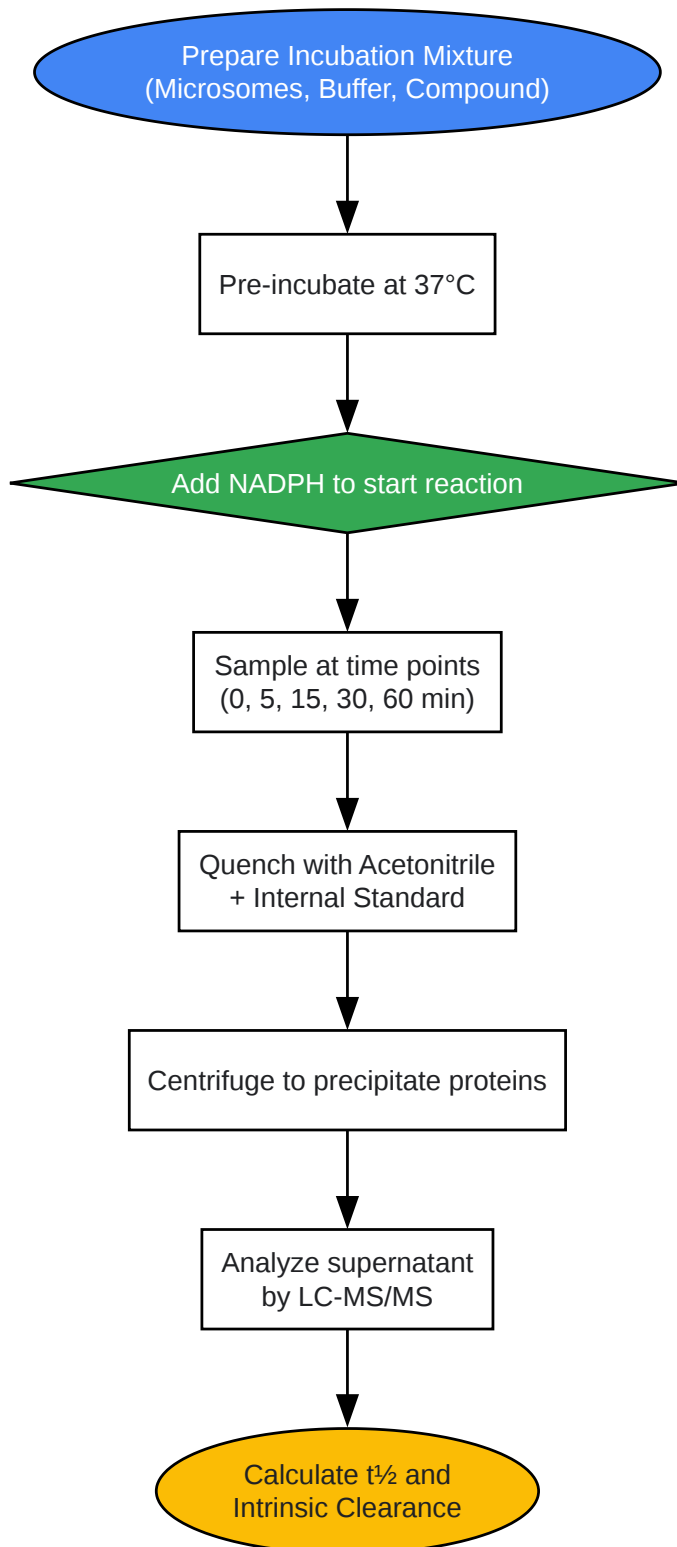 Prepare Incubation Mixture
(Microsomes, Buffer, Compound)
Pre-incubate at 37°C
Add NADPH to start reaction
Sample at time points
(0, 5, 15, 30, 60 min)
Quench with Acetonitrile
+ Internal Standard
Centrifuge to precipitate proteins
Analyze supernatant
by LC-MS/MS
Calculate t½ and
Intrinsic Clearance